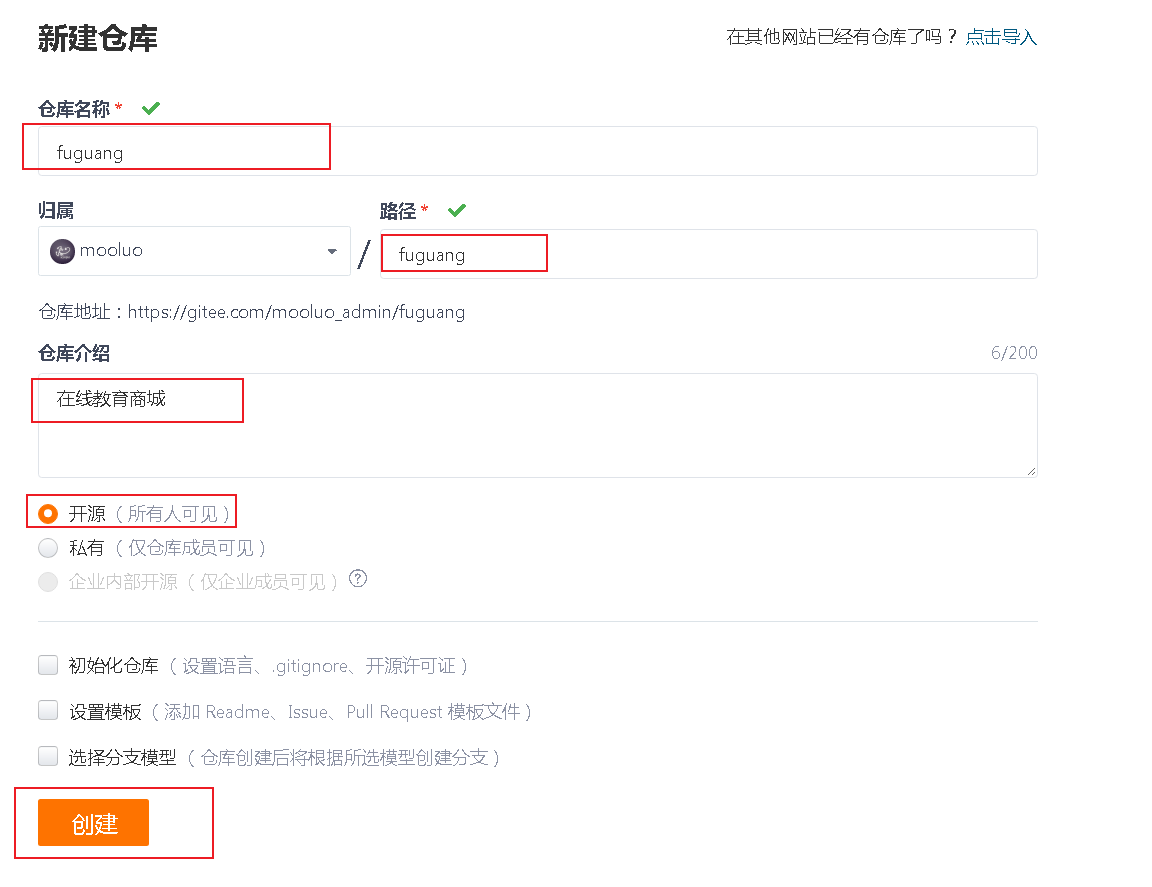 新建仓库
在其他网站已经有仓库了吗？ 点击导入
仓库名称 *
fuguang
归属
路径 *
mooluo
/
fuguang
仓库地址：https://gitee.com/mooluo_admin/fuguang
仓库介绍
6/200
在线教育商城
开源（所有人可见）
私有（仅仓库成员可见）
企业内部开源（仅企业成员可见） ?
初始化仓库（设置语言、.gitignore、开源许可证）
设置模板（添加 Readme、Issue、Pull Request 模板文件）
选择分支模型（仓库创建后将根据所选模型创建分支）
创建